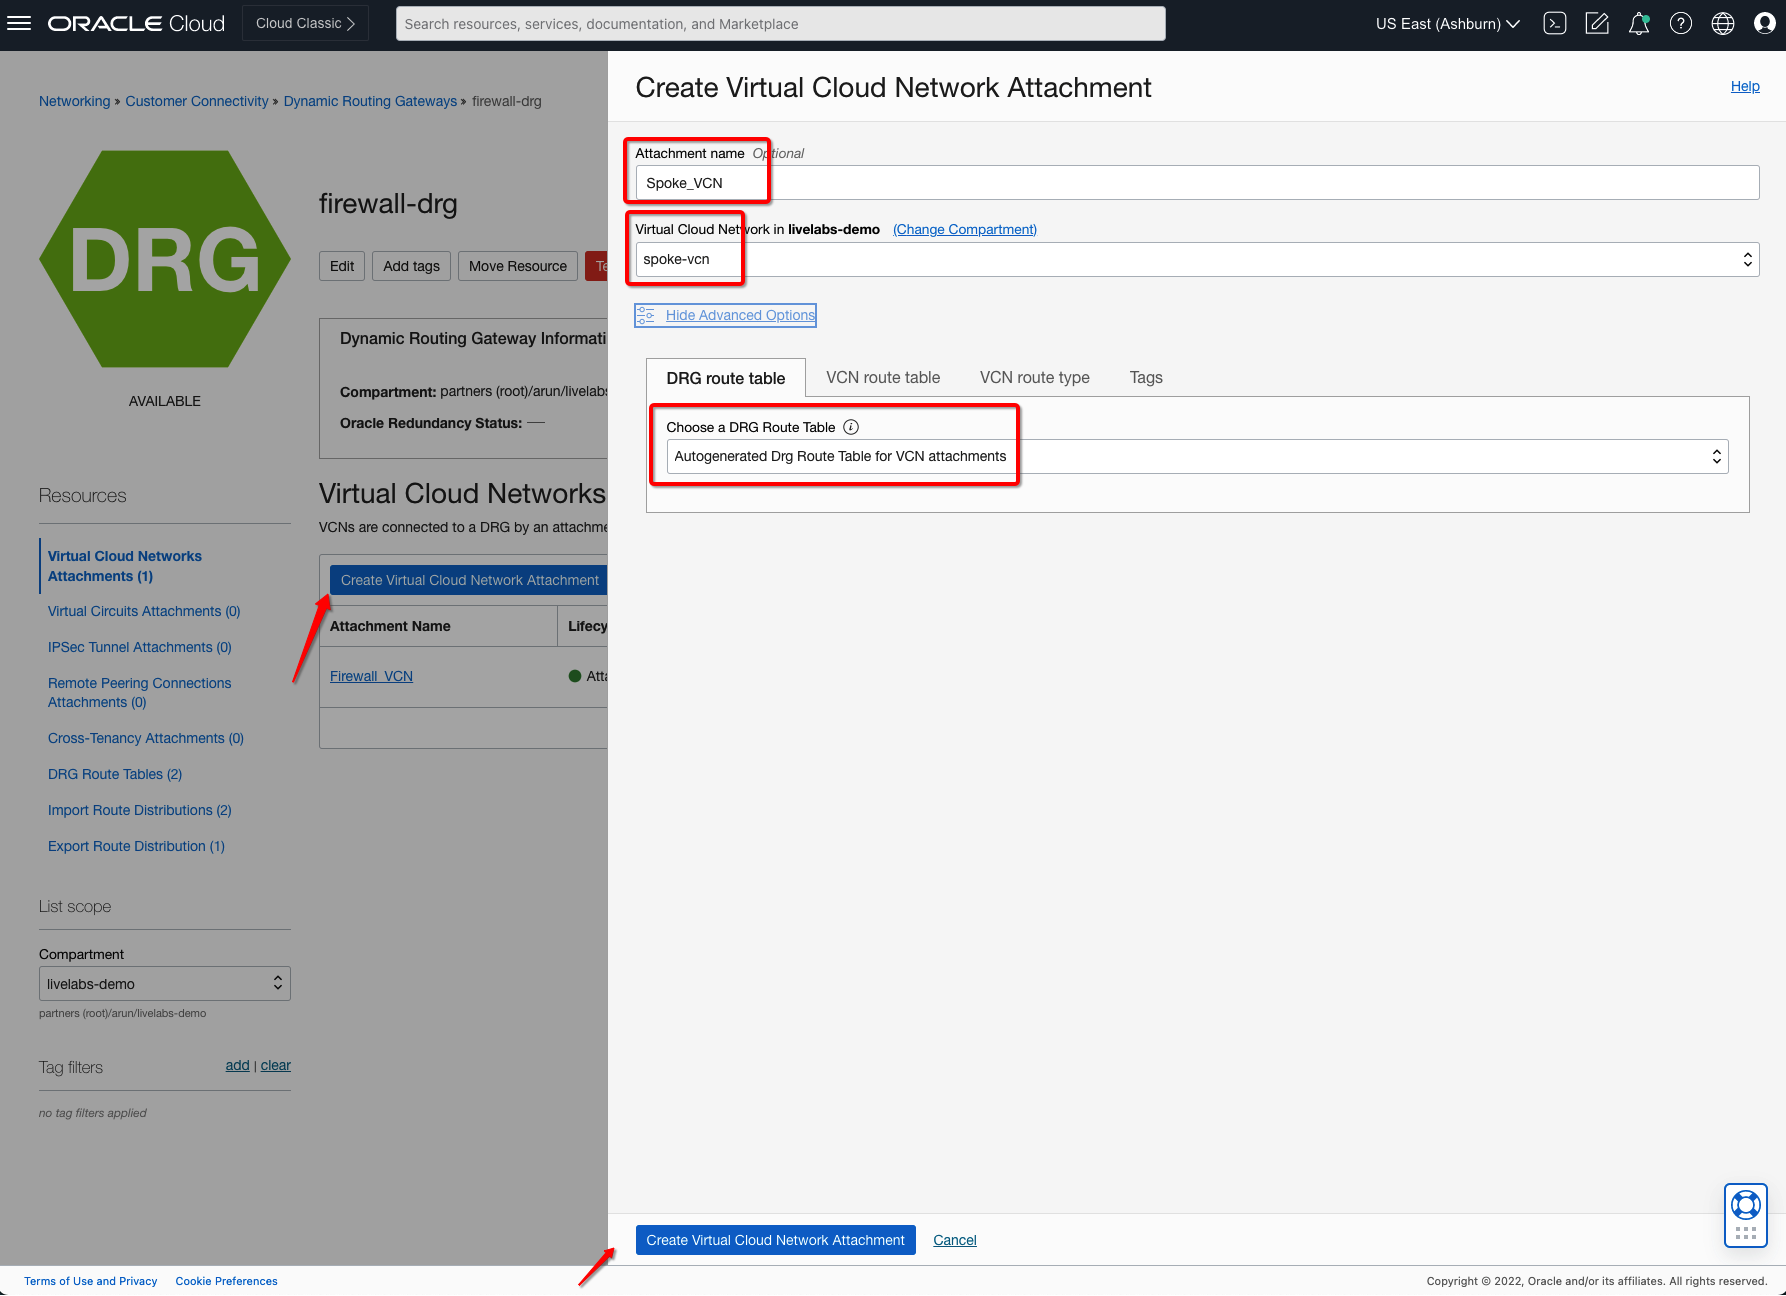 ORACLE Cloud
Cloud Classic
Search resources, services, documentation, and Marketplace
US East (Ashburn)
Networking » Customer Connectivity » Dynamic Routing Gateways » firewall-drg
DRG
AVAILABLE
firewall-drg
Edit
Add tags
Move Resource
Te
Dynamic Routing Gateway Informati
Compartment: partners (root)/arun/livelabs
Oracle Redundancy Status: —
Resources
Virtual Cloud Networks
Attachments (1)
Virtual Circuits Attachments (0)
IPSec Tunnel Attachments (0)
Remote Peering Connections
Attachments (0)
Cross-Tenancy Attachments (0)
DRG Route Tables (2)
Import Route Distributions (2)
Export Route Distribution (1)
List scope
Compartment
livelabs-demo
partners (root)/arun/livelabs-demo
Tag filters
add | clear
no tag filters applied
Virtual Cloud Networks
VCNs are connected to a DRG by an attachme
Create Virtual Cloud Network Attachment
Attachment Name
Lifecy
Firewall_VCN
Atta
Create Virtual Cloud Network Attachment
Help
Attachment name Optional
Spoke_VCN
Virtual Cloud Network in livelabs-demo (Change Compartment)
spoke-vcn
Hide Advanced Options
DRG route table
VCN route table
VCN route type
Tags
Choose a DRG Route Table
Autogenerated Drg Route Table for VCN attachments
Create Virtual Cloud Network Attachment
Cancel
Terms of Use and Privacy
Cookie Preferences
Copyright © 2022, Oracle and/or its affiliates. All rights reserved.